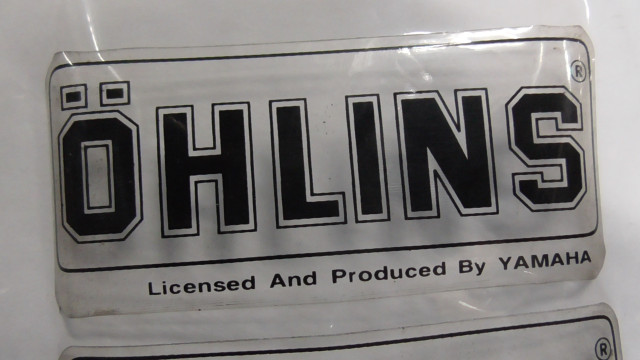 ÖHLINS®
Licensed And Produced By YAMAHA
®